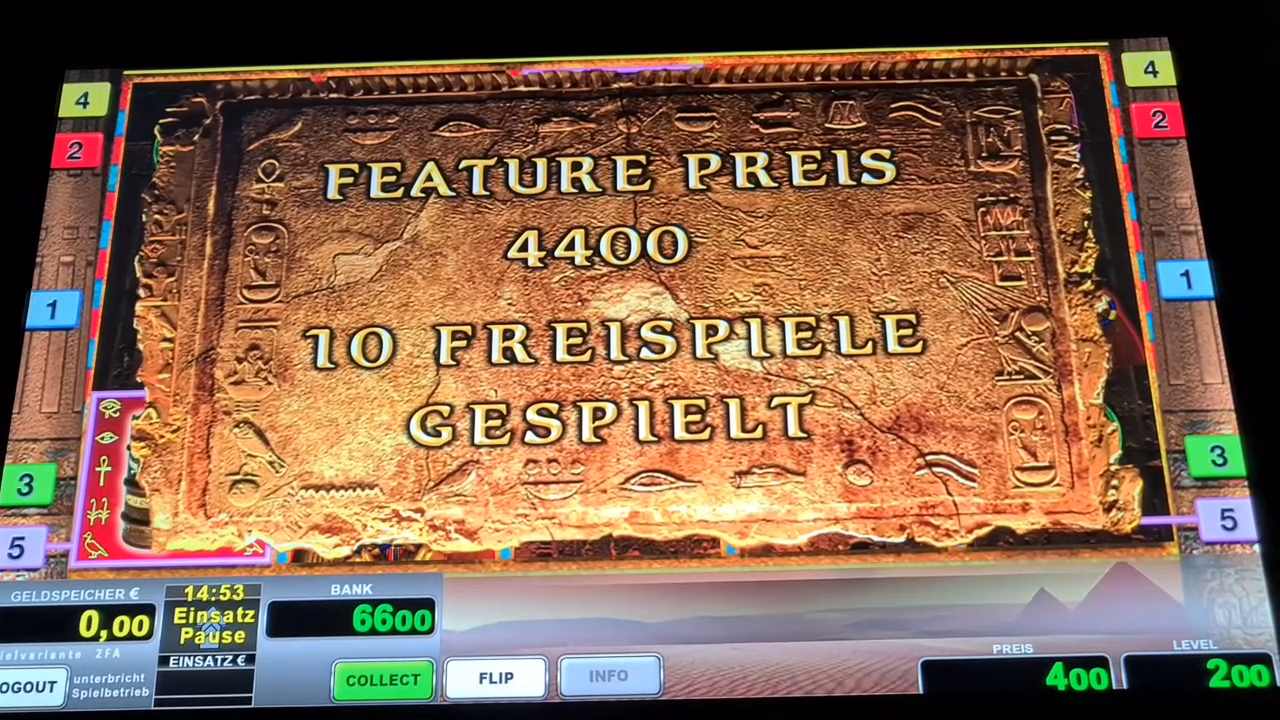 4
4
2
2
FEATURE PREIS
4400
1
1
10 FREISPIELE
GESPIELT
3
3
5
5
GELDSPEICHER €
0,00
14:53
Einsatz
Pause
EINSATZ €
BANK
6600
PREIS
400
LEVEL
200
ielvariante 2FA
OGOUT
unterbricht
Spielbetrieb
COLLECT
FLIP
INFO